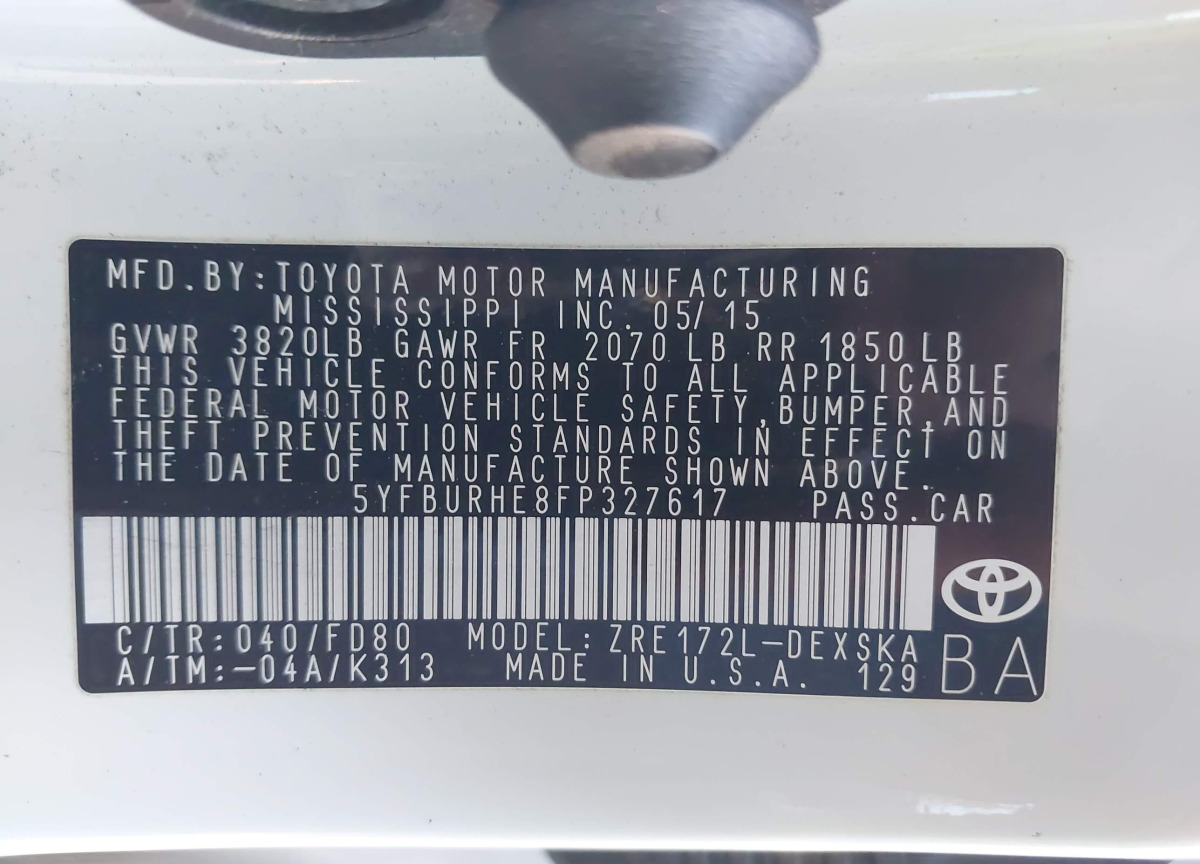 MFD.BY:TOYOTA MOTOR MANUFACTURING
MISSISSIPPI INC. 05/15
GVWR 3820LB GAWR FR 2070 LB RR 1850 LB
THIS VEHICLE CONFORMS TO ALL APPLICABLE
FEDERAL MOTOR VEHICLE SAFETY,BUMPER,AND
THEFT PREVENTION STANDARDS IN EFFECT ON
THE DATE OF MANUFACTURE SHOWN ABOVE.
5YFBURHE8FP327617 PASS.CAR
C/TR:040/FD80 MODEL:ZRE172L-DEXSKA
A/TM:-04A/K313 MADE IN U.S.A. 129
BA